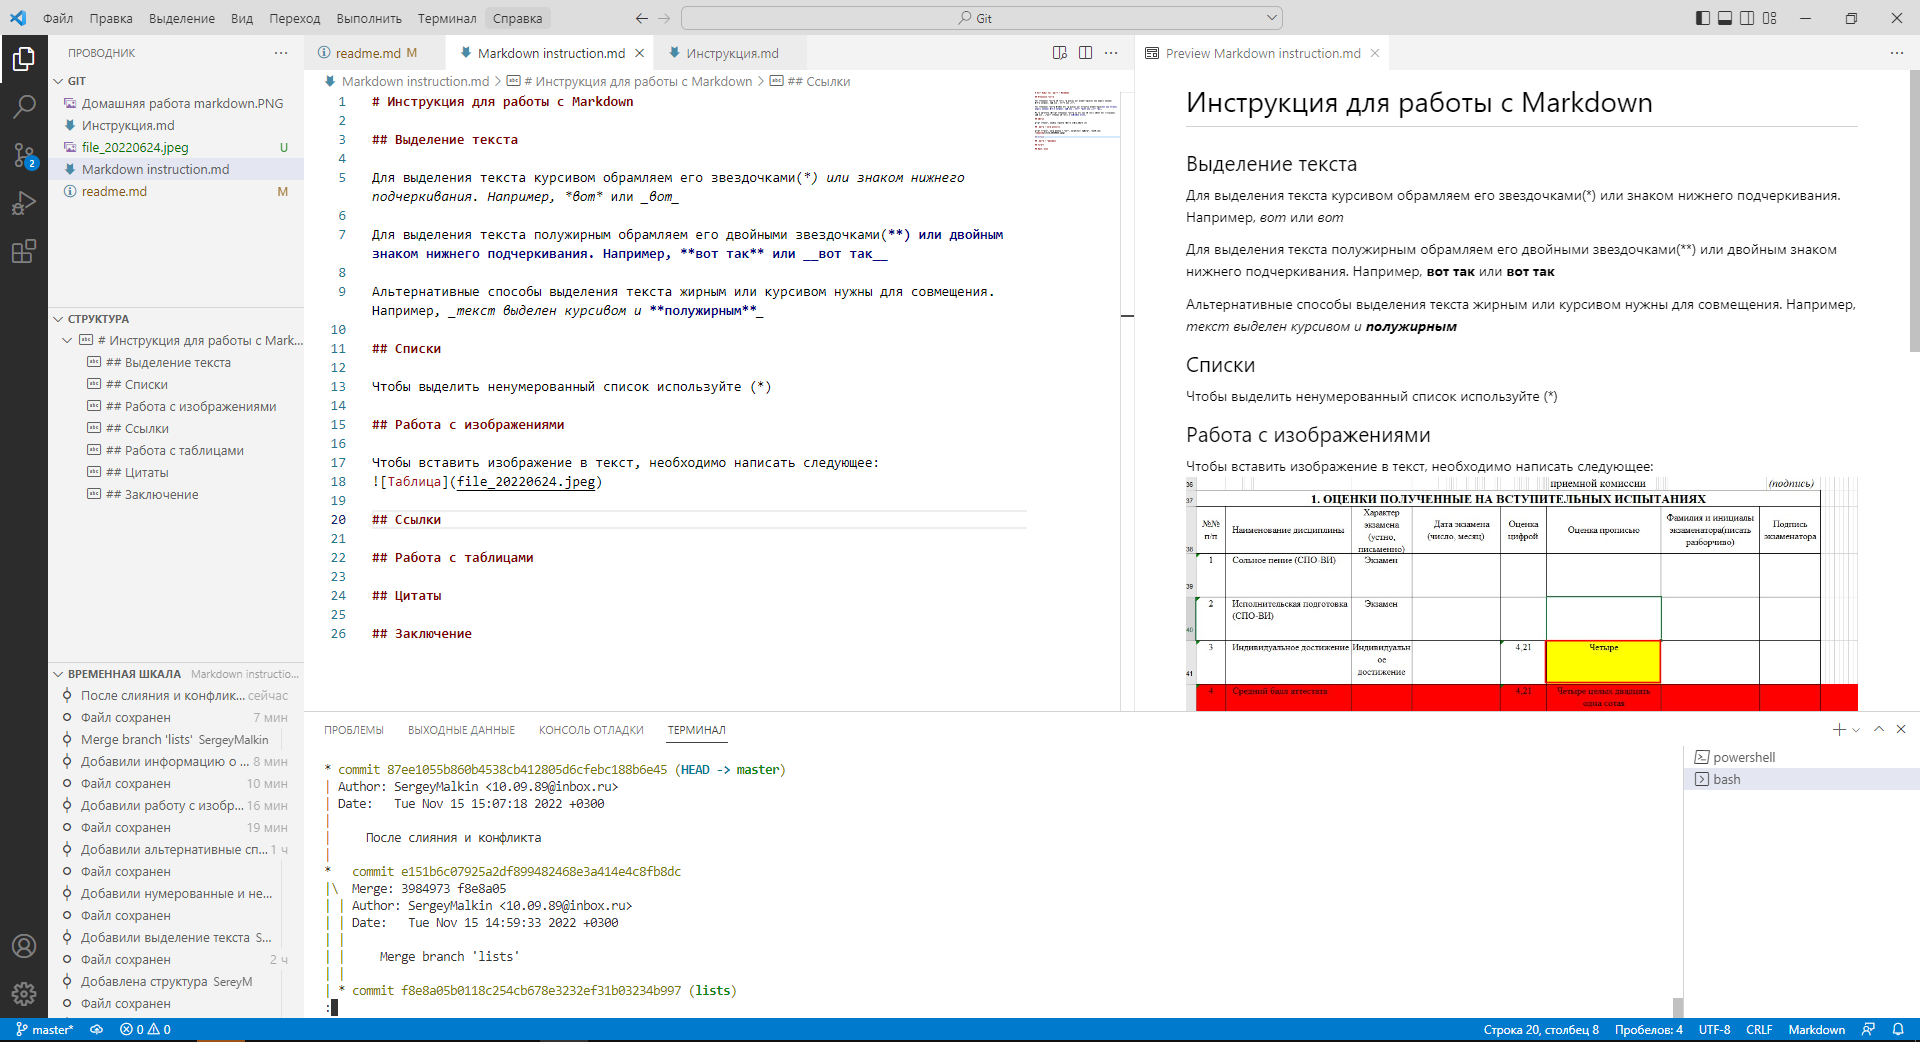 Файл Правка Выделение Вид Переход Выполнить Терминал Справка
Git
ПРОВОДНИК
GIT
Домашняя работа markdown.PNG
Инструкция.md
file_20220624.jpeg U
Markdown instruction.md
readme.md M
СТРУКТУРА
# Инструкция для работы с Mark...
## Выделение текста
## Списки
## Работа с изображениями
## Ссылки
## Работа с таблицами
## Цитаты
## Заключение
ВРЕМЕННАЯ ШКАЛА Markdown instructio...
После слияния и конфлик... сейчас
Файл сохранен 7 мин
Merge branch 'lists' SergeyMalkin
Добавили информацию о ... 8 мин
Файл сохранен 10 мин
Добавили работу с изобр... 16 мин
Файл сохранен 19 мин
Добавили альтернативные сп... 1 ч
Файл сохранен
Добавили нумерованные и не...
Файл сохранен
Добавили выделение текста S...
Файл сохранен 2 ч
Добавлена структура SereyM
Файл сохранен
readme.md M
Markdown instruction.md
Инструкция.md
Markdown instruction.md > # Инструкция для работы с Markdown > ## Ссылки
1 # Инструкция для работы с Markdown
2
3 ## Выделение текста
4
5 Для выделения текста курсивом обрамляем его звездочками(*) или знаком нижнего
подчеркивания. Например, *вот* или _вот_
6
7 Для выделения текста полужирным обрамляем его двойными звездочками(**) или двойным
знаком нижнего подчеркивания. Например, **вот так** или __вот так__
8
9 Альтернативные способы выделения текста жирным или курсивом нужны для совмещения.
Например, _текст выделен курсивом и **полужирным**_
10
11 ## Списки
12
13 Чтобы выделить ненумерованный список используйте (*)
14
15 ## Работа с изображениями
16
17 Чтобы вставить изображение в текст, необходимо написать следующее:
18 ![Таблица](file_20220624.jpeg)
19
20 ## Ссылки
21
22 ## Работа с таблицами
23
24 ## Цитаты
25
26 ## Заключение
Preview Markdown instruction.md
Инструкция для работы с Markdown
Выделение текста
Для выделения текста курсивом обрамляем его звездочками(*) или знаком нижнего подчеркивания.
Например, вот или вот
Для выделения текста полужирным обрамляем его двойными звездочками(**) или двойным знаком
нижнего подчеркивания. Например, вот так или вот так
Альтернативные способы выделения текста жирным или курсивом нужны для совмещения. Например,
текст выделен курсивом и полужирным
Списки
Чтобы выделить ненумерованный список используйте (*)
Работа с изображениями
Чтобы вставить изображение в текст, необходимо написать следующее:
36 приемной комиссии (подпись)
37 1. ОЦЕНКИ ПОЛУЧЕННЫЕ НА ВСТУПИТЕЛЬНЫХ ИСПЫТАНИЯХ
38 №№ п/п Наименование дисциплины Характер экзамена (устно, письменно) Дата экзамена (число, месяц) Оценка цифрой Оценка прописью Фамилия и инициалы экзаменатора(писать разборчиво) Подпись экзаменатора
39 1 Сольное пение (СПО-ВИ) Экзамен
40 2 Исполнительская подготовка (СПО-ВИ) Экзамен
41 3 Индивидуальное достижение Индивидуальное достижение 4,21 Четыре
4 Средний балл аттестата 4,21 Четыре целых двадцать одна сотая
ПРОБЛЕМЫ ВЫХОДНЫЕ ДАННЫЕ КОНСОЛЬ ОТЛАДКИ ТЕРМИНАЛ
* commit 87ee1055b860b4538cb412805d6cfebc188b6e45 (HEAD -> master)
| Author: SergeyMalkin <10.09.89@inbox.ru>
| Date: Tue Nov 15 15:07:18 2022 +0300
|
| После слияния и конфликта
|
* commit e151b6c07925a2df899482468e3a414e4c8fb8dc
|\ Merge: 3984973 f8e8a05
| | Author: SergeyMalkin <10.09.89@inbox.ru>
| | Date: Tue Nov 15 14:59:33 2022 +0300
| |
| | Merge branch 'lists'
| |
| * commit f8e8a05b0118c254cb678e3232ef31b03234b997 (lists)
:
powershell
bash
master* 0 0
Строка 20, столбец 8 Пробелов: 4 UTF-8 CRLF Markdown